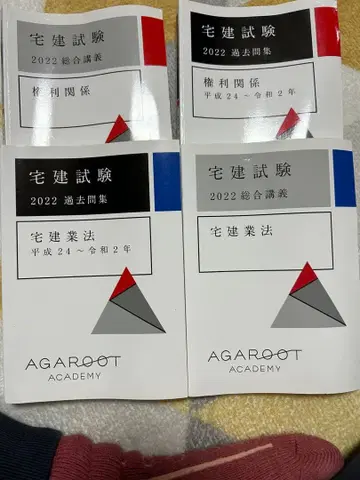 宅建試験
2022 総合講義
権利関係
宅建試験
2022 過去問集
権利関係
平成24～令和2年
宅建試験
2022 過去問集
宅建業法
平成24～令和2年
AGAROOT
ACADEMY
宅建試験
2022 総合講義
宅建業法
AGAROOT
ACADEMY